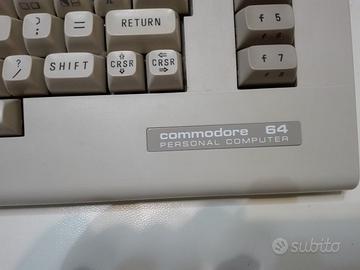 ] : [ ; = RETURN f 5
? / SHIFT CRSR CRSR f 7
commodore 64
PERSONAL COMPUTER
subito